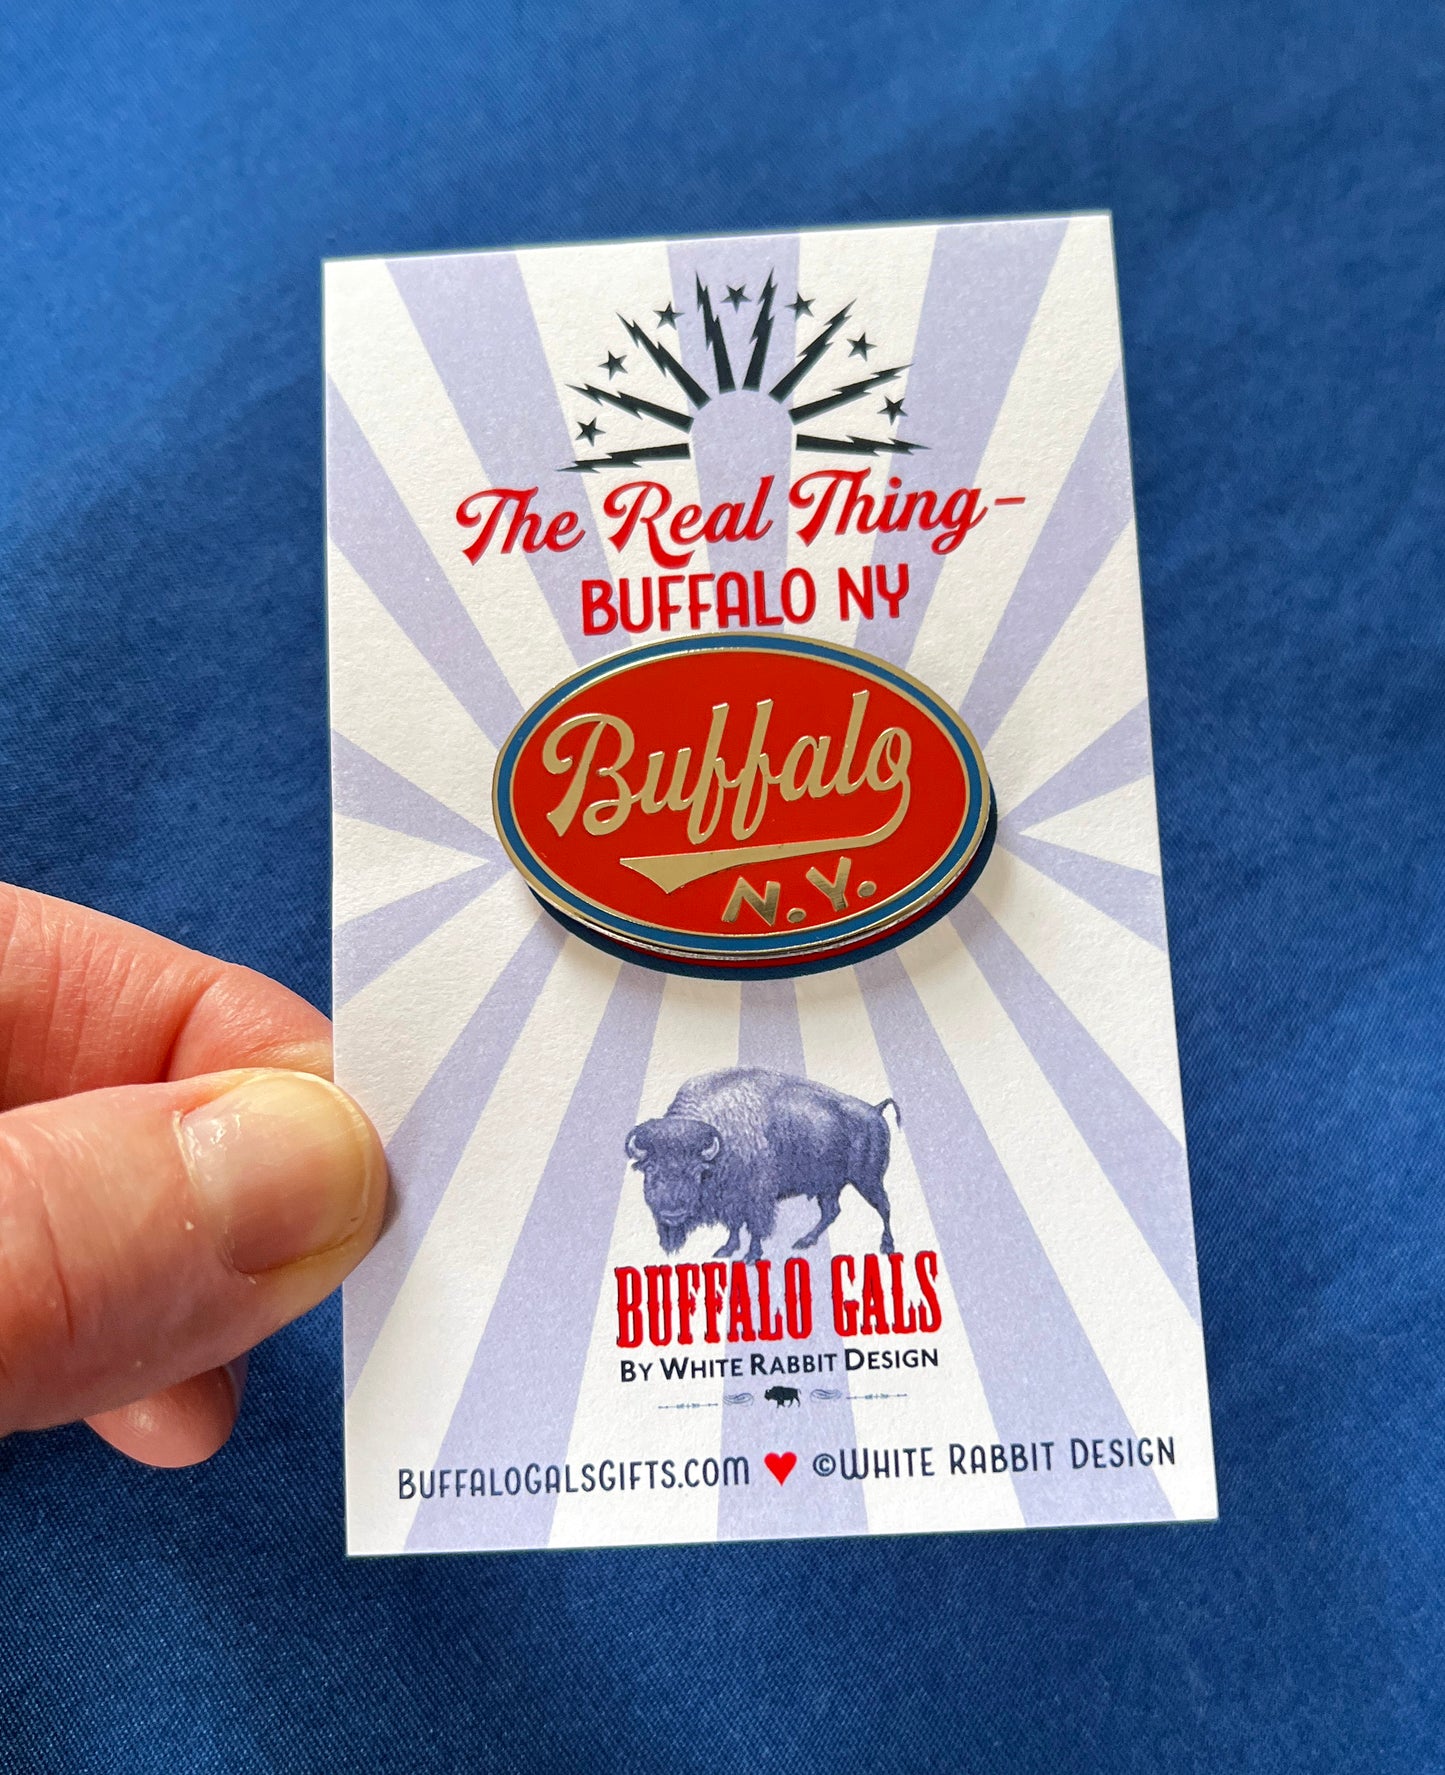 The Real Thing–
BUFFALO NY
Buffalo
N.Y.
BUFFALO GALS
BY WHITE RABBIT DESIGN
BUFFALOGALSGIFTS.COM ♥ ©WHITE RABBIT DESIGN